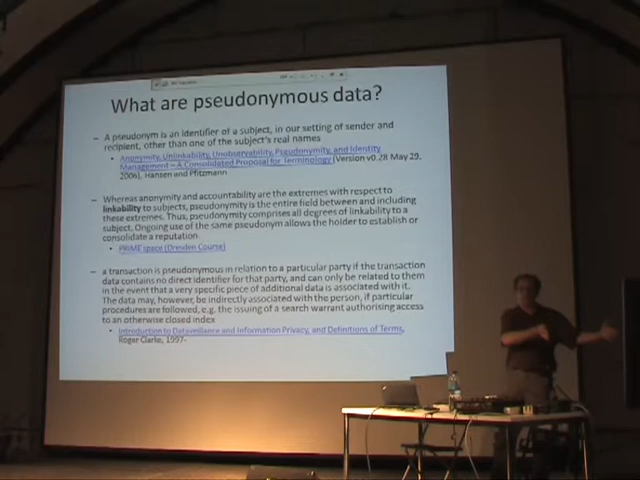 What are pseudonymous data?
– A pseudonym is an identifier of a subject, in our setting of sender and
recipient, other than one of the subject's real names
• Anonymity, Unlinkability, Unobservability, Pseudonymity, and Identity
Management – A Consolidated Proposal for Terminology (Version v0.28 May 29,
2006), Hansen and Pfitzmann
– Whereas anonymity and accountability are the extremes with respect to
linkability to subjects, pseudonymity is the entire field between and including
these extremes. Thus, pseudonymity comprises all degrees of linkability to a
subject. Ongoing use of the same pseudonym allows the holder to establish or
consolidate a reputation
• PRIME space (Dresden Course)
– a transaction is pseudonymous in relation to a particular party if the transaction
data contains no direct identifier for that party, and can only be related to them
in the event that a very specific piece of additional data is associated with it.
The data may, however, be indirectly associated with the person, if particular
procedures are followed, e.g. the issuing of a search warrant authorising access
to an otherwise closed index
• Introduction to Dataveillance and Information Privacy, and Definitions of Terms,
Roger Clarke, 1997-